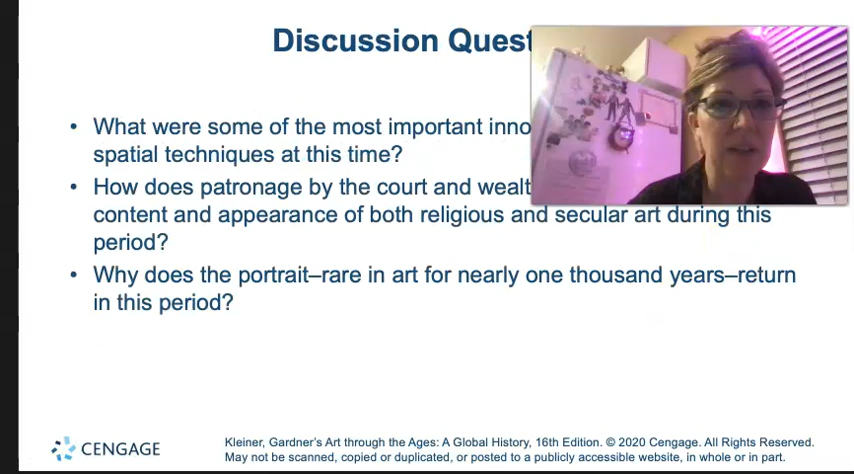 Discussion
• What were some of the most important
spatial techniques at this time?
• How does patronage by the court and
content and appearance of both religious and secular art during this
period?
• Why does the portrait–rare in art for nearly one thousand years–return
in this period?
CENGAGE
Kleiner, Gardner's Art through the Ages: A Global History, 16th Edition. © 2020 Cengage. All Rights Reserved.
May not be scanned, copied or duplicated, or posted to a publicly accessible website, in whole or in part.